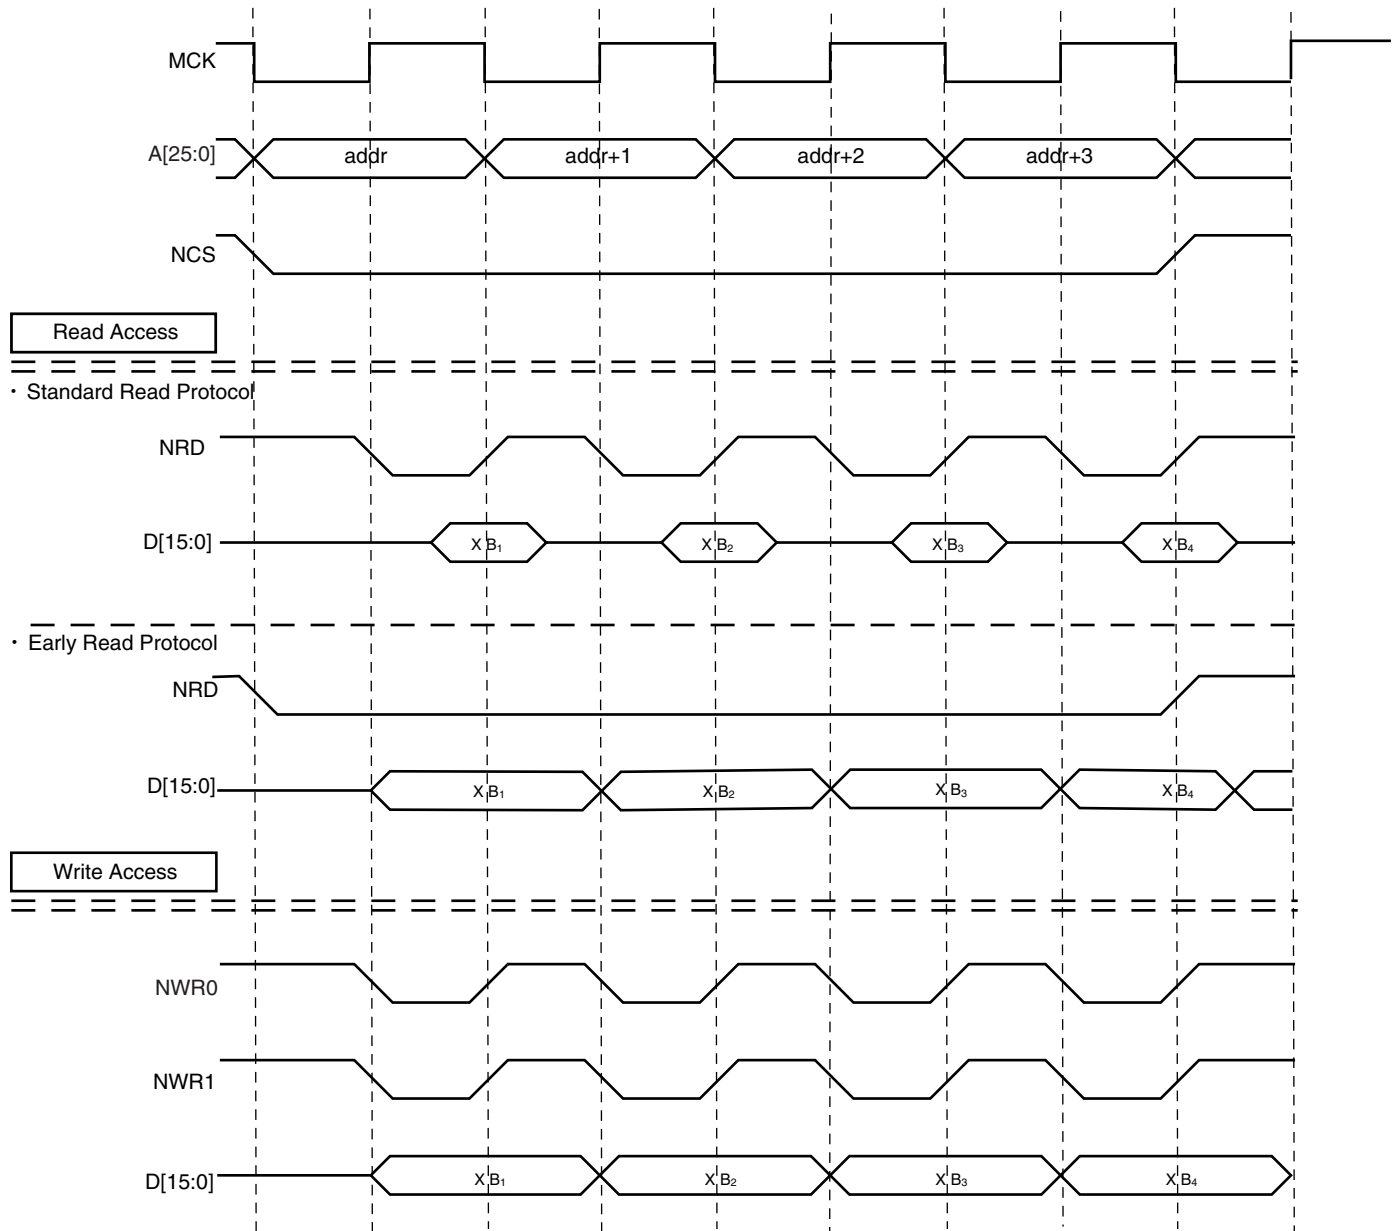 MCK
A[25:0] addr addr+1 addr+2 addr+3
NCS
Read Access
· Standard Read Protocol
NRD
D[15:0] X B₁ X B₂ X B₃ X B₄
· Early Read Protocol
NRD
D[15:0] X B₁ X B₂ X B₃ X B₄
Write Access
NWR0
NWR1
D[15:0] X B₁ X B₂ X B₃ X B₄